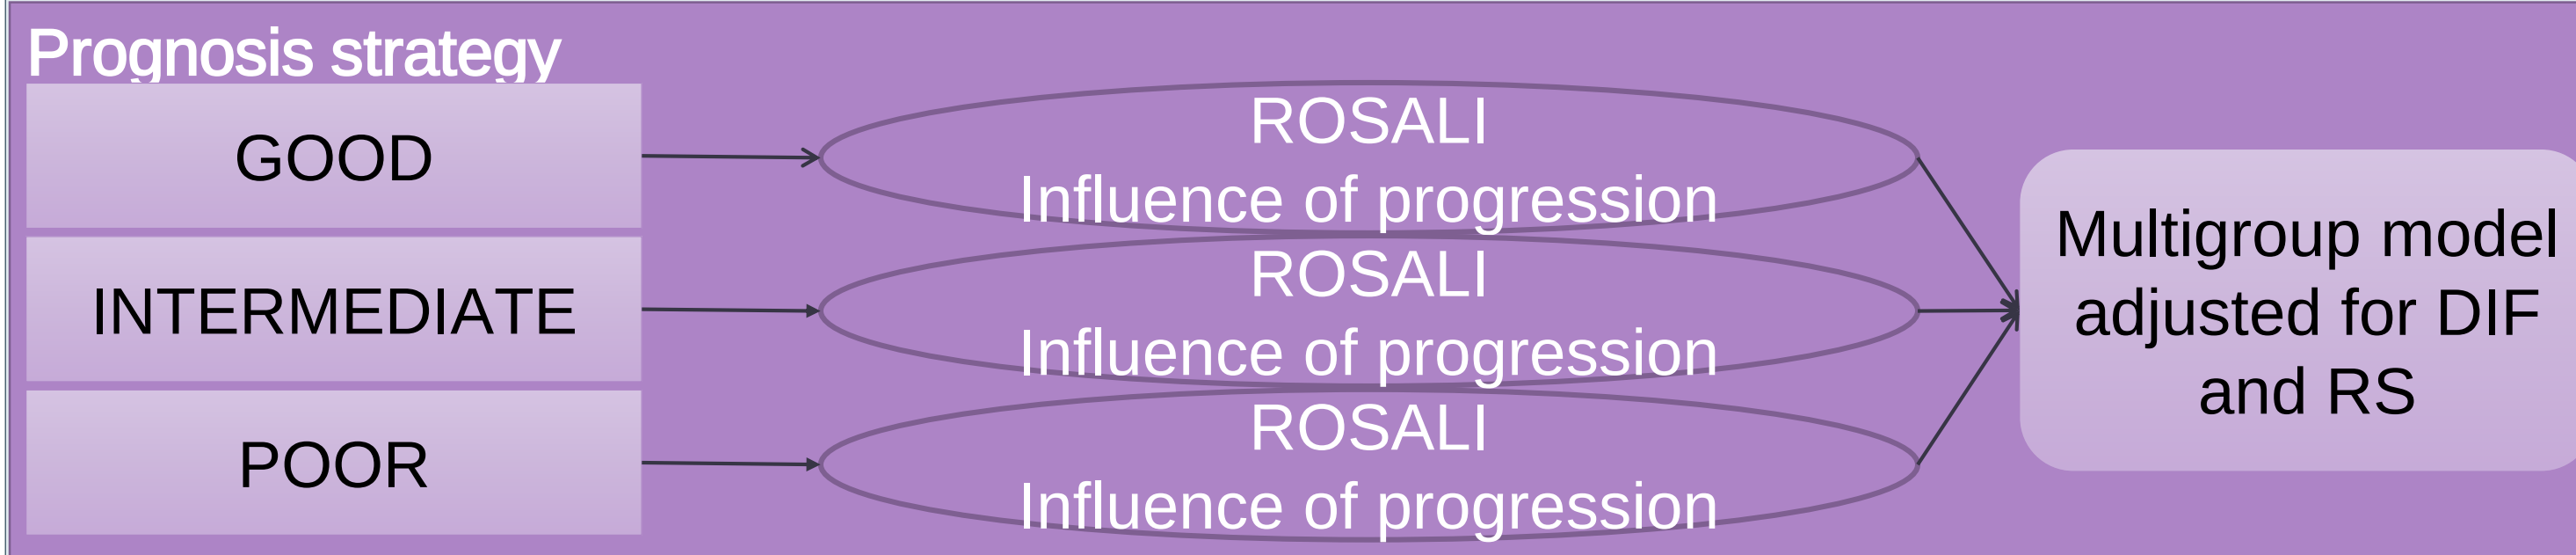 Prognosis strategy
GOOD
ROSALI
Influence of progression
INTERMEDIATE
ROSALI
Influence of progression
POOR
ROSALI
Influence of progression
Multigroup model
adjusted for DIF
and RS